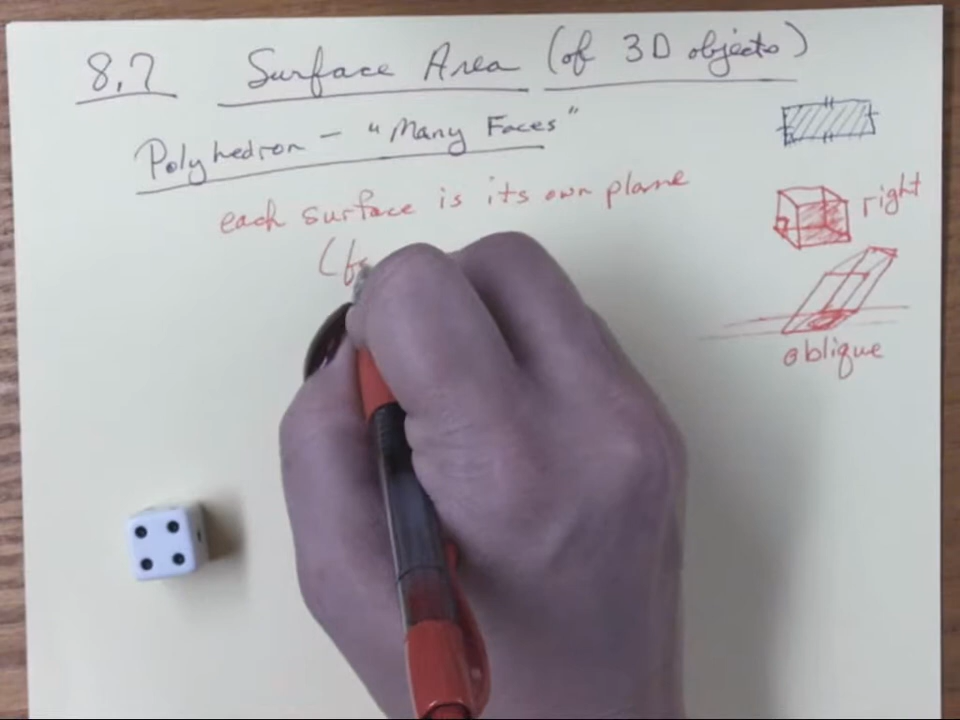 8.7 Surface Area (of 3D objects)
Polyhedron - "Many Faces"
each surface is its own plane
right
oblique